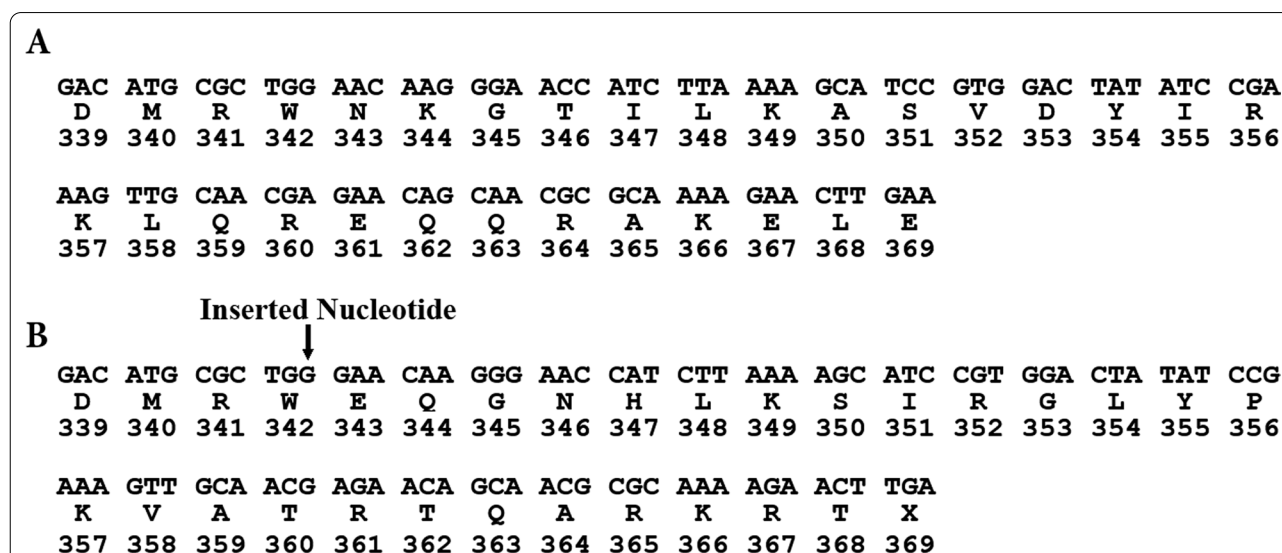 A
GAC ATG CGC TGG AAC AAG GGA ACC ATC TTA AAA GCA TCC GTG GAC TAT ATC CGA
D M R W N K G T I L K A S V D Y I R
339 340 341 342 343 344 345 346 347 348 349 350 351 352 353 354 355 356
AAG TTG CAA CGA GAA CAG CAA CGC GCA AAA GAA CTT GAA
K L Q R E Q Q R A K E L E
357 358 359 360 361 362 363 364 365 366 367 368 369
Inserted Nucleotide
B
GAC ATG CGC TGG GAA CAA GGG AAC CAT CTT AAA AGC ATC CGT GGA CTA TAT CCG
D M R W E Q G N H L K S I R G L Y P
339 340 341 342 343 344 345 346 347 348 349 350 351 352 353 354 355 356
AAA GTT GCA ACG AGA ACA GCA ACG CGC AAA AGA ACT TGA
K V A T R T Q A R K R T X
357 358 359 360 361 362 363 364 365 366 367 368 369